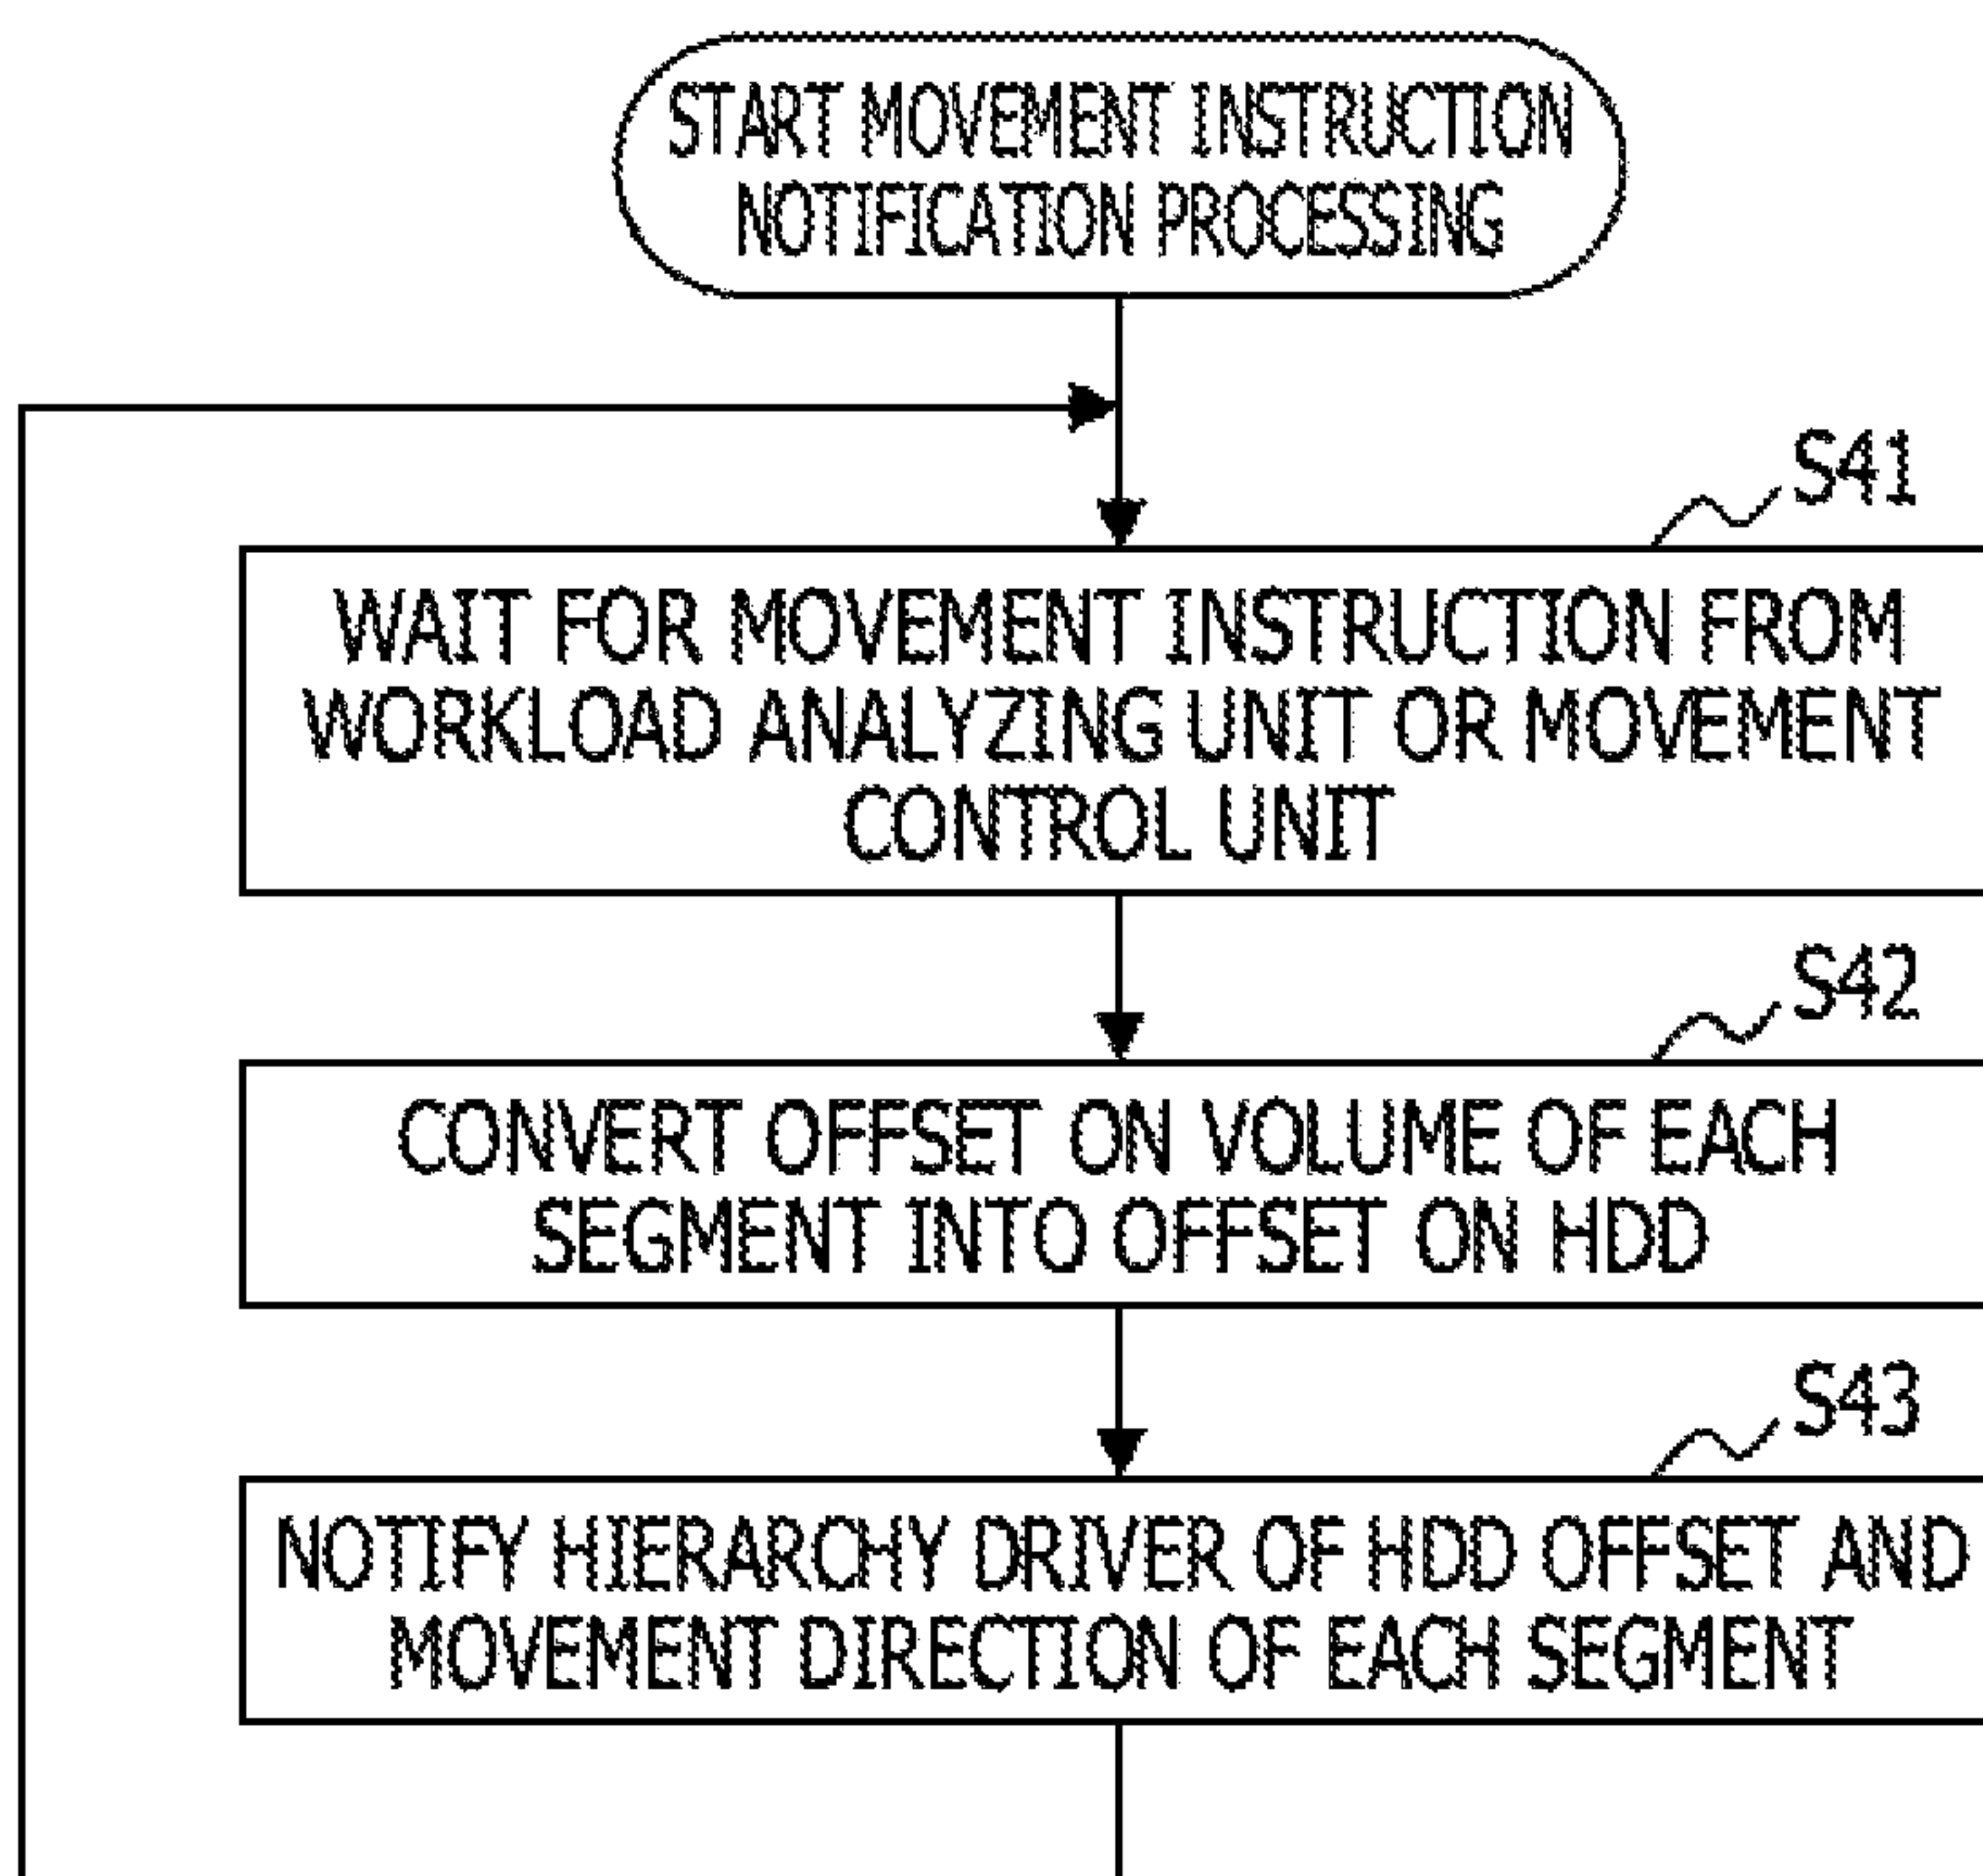 START MOVEMENT INSTRUCTION
NOTIFICATION PROCESSING
S41
WAIT FOR MOVEMENT INSTRUCTION FROM
WORKLOAD ANALYZING UNIT OR MOVEMENT
CONTROL UNIT
S42
CONVERT OFFSET ON VOLUME OF EACH
SEGMENT INTO OFFSET ON HDD
S43
NOTIFY HIERARCHY DRIVER OF HDD OFFSET AND
MOVEMENT DIRECTION OF EACH SEGMENT